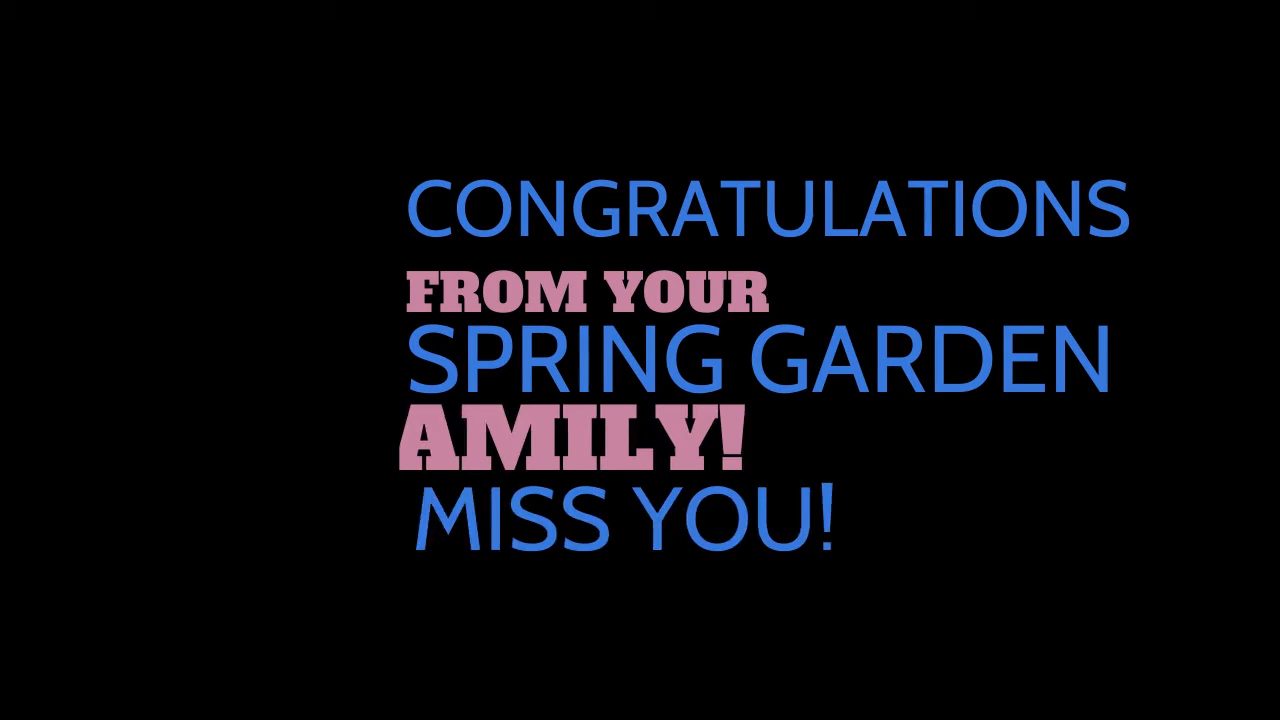 CONGRATULATIONS
FROM YOUR
SPRING GARDEN
AMILY!
MISS YOU!